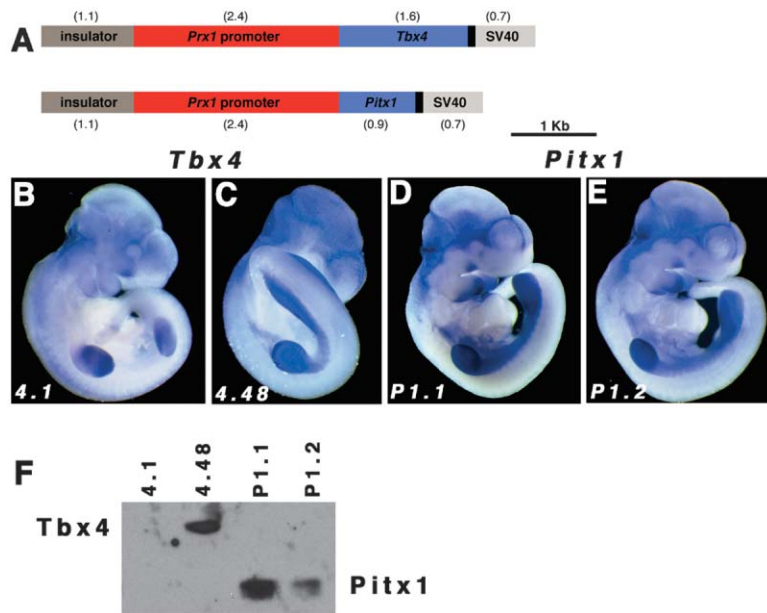 A
(1.1) (2.4) (1.6) (0.7)
insulator Prx1 promoter Tbx4 SV40
insulator Prx1 promoter Pitx1 SV40
(1.1) (2.4) (0.9) (0.7)
1 Kb
Tbx4 Pitx1
B C D E
4.1 4.48 P1.1 P1.2
F
4.1 4.48 P1.1 P1.2
Tbx4
Pitx1